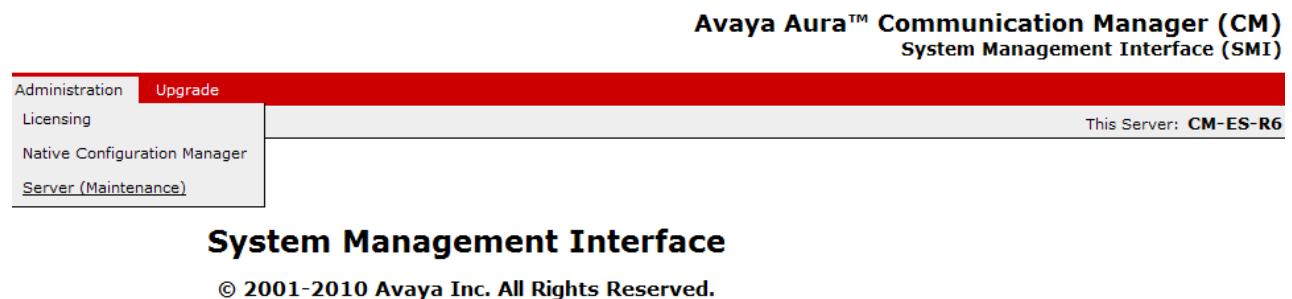 Avaya Aura™ Communication Manager (CM)
System Management Interface (SMI)
Administration Upgrade
Licensing
This Server: CM-ES-R6
Native Configuration Manager
Server (Maintenance)
System Management Interface
© 2001-2010 Avaya Inc. All Rights Reserved.